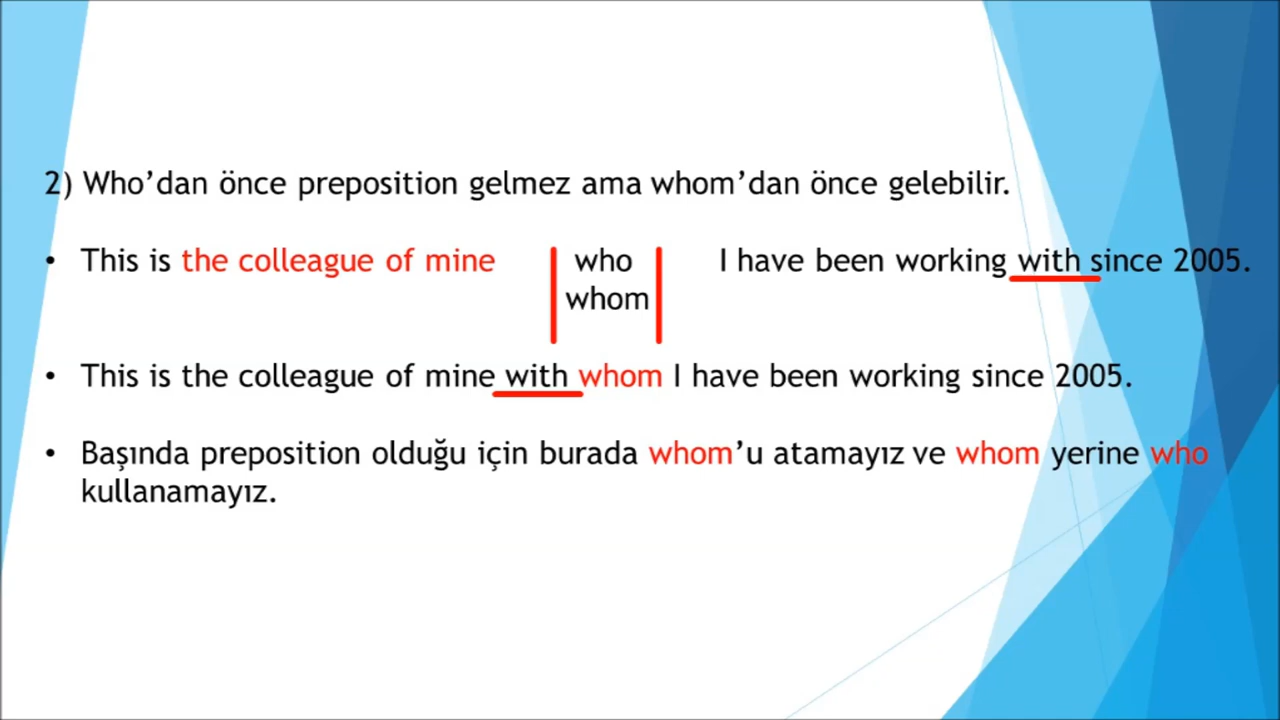 2) Who’dan önce preposition gelmez ama whom’dan önce gelebilir.
• This is the colleague of mine who I have been working with since 2005.
whom
• This is the colleague of mine with whom I have been working since 2005.
• Başında preposition olduğu için burada whom’u atamayız ve whom yerine who
kullanamayız.